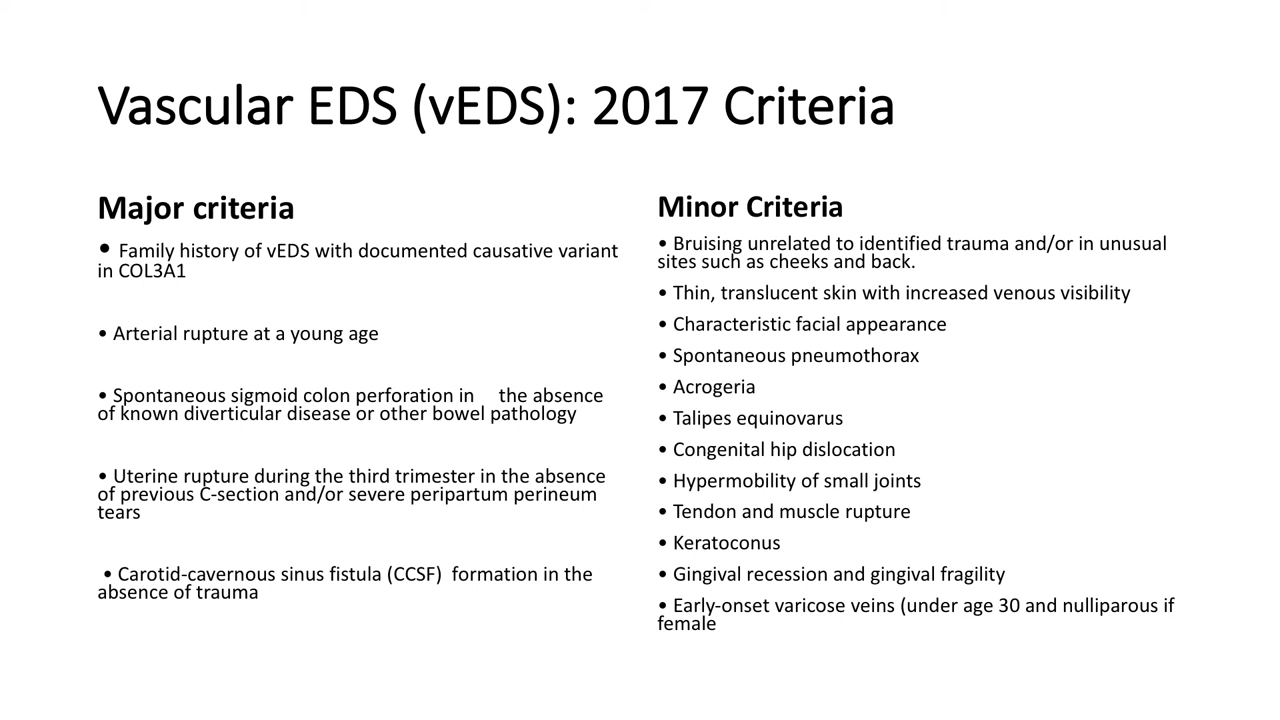 Vascular EDS (vEDS): 2017 Criteria
Major criteria
• Family history of vEDS with documented causative variant
in COL3A1
• Arterial rupture at a young age
• Spontaneous sigmoid colon perforation in the absence
of known diverticular disease or other bowel pathology
• Uterine rupture during the third trimester in the absence
of previous C-section and/or severe peripartum perineum
tears
• Carotid-cavernous sinus fistula (CCSF) formation in the
absence of trauma
Minor Criteria
• Bruising unrelated to identified trauma and/or in unusual
sites such as cheeks and back.
• Thin, translucent skin with increased venous visibility
• Characteristic facial appearance
• Spontaneous pneumothorax
• Acrogeria
• Talipes equinovarus
• Congenital hip dislocation
• Hypermobility of small joints
• Tendon and muscle rupture
• Keratoconus
• Gingival recession and gingival fragility
• Early-onset varicose veins (under age 30 and nulliparous if
female